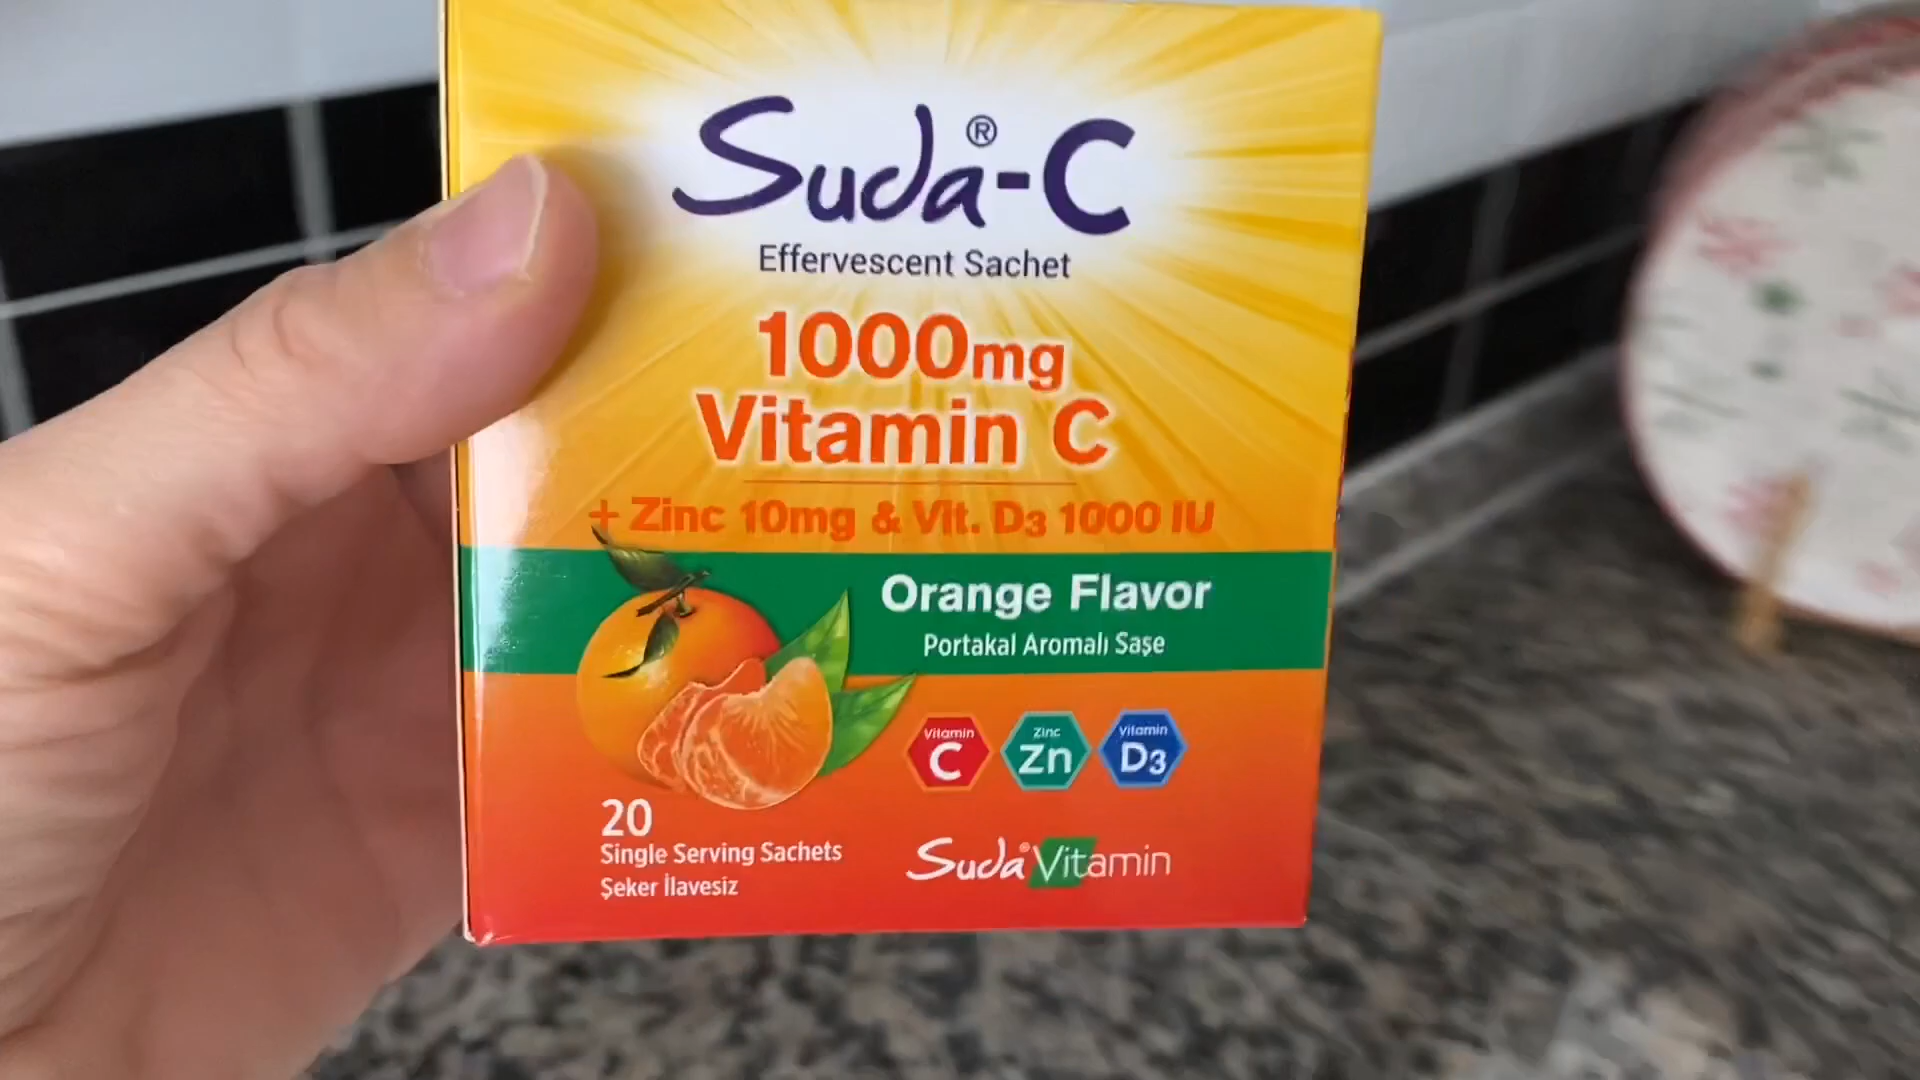 Suda®-C
Effervescent Sachet
1000mg
Vitamin C
+ Zinc 10mg & Vit. D3 1000 IU
Orange Flavor
Portakal Aromalı Saşe
Vitamin
C
Zinc
Zn
Vitamin
D3
20
Single Serving Sachets
Şeker İlavesiz
Suda® Vitamin